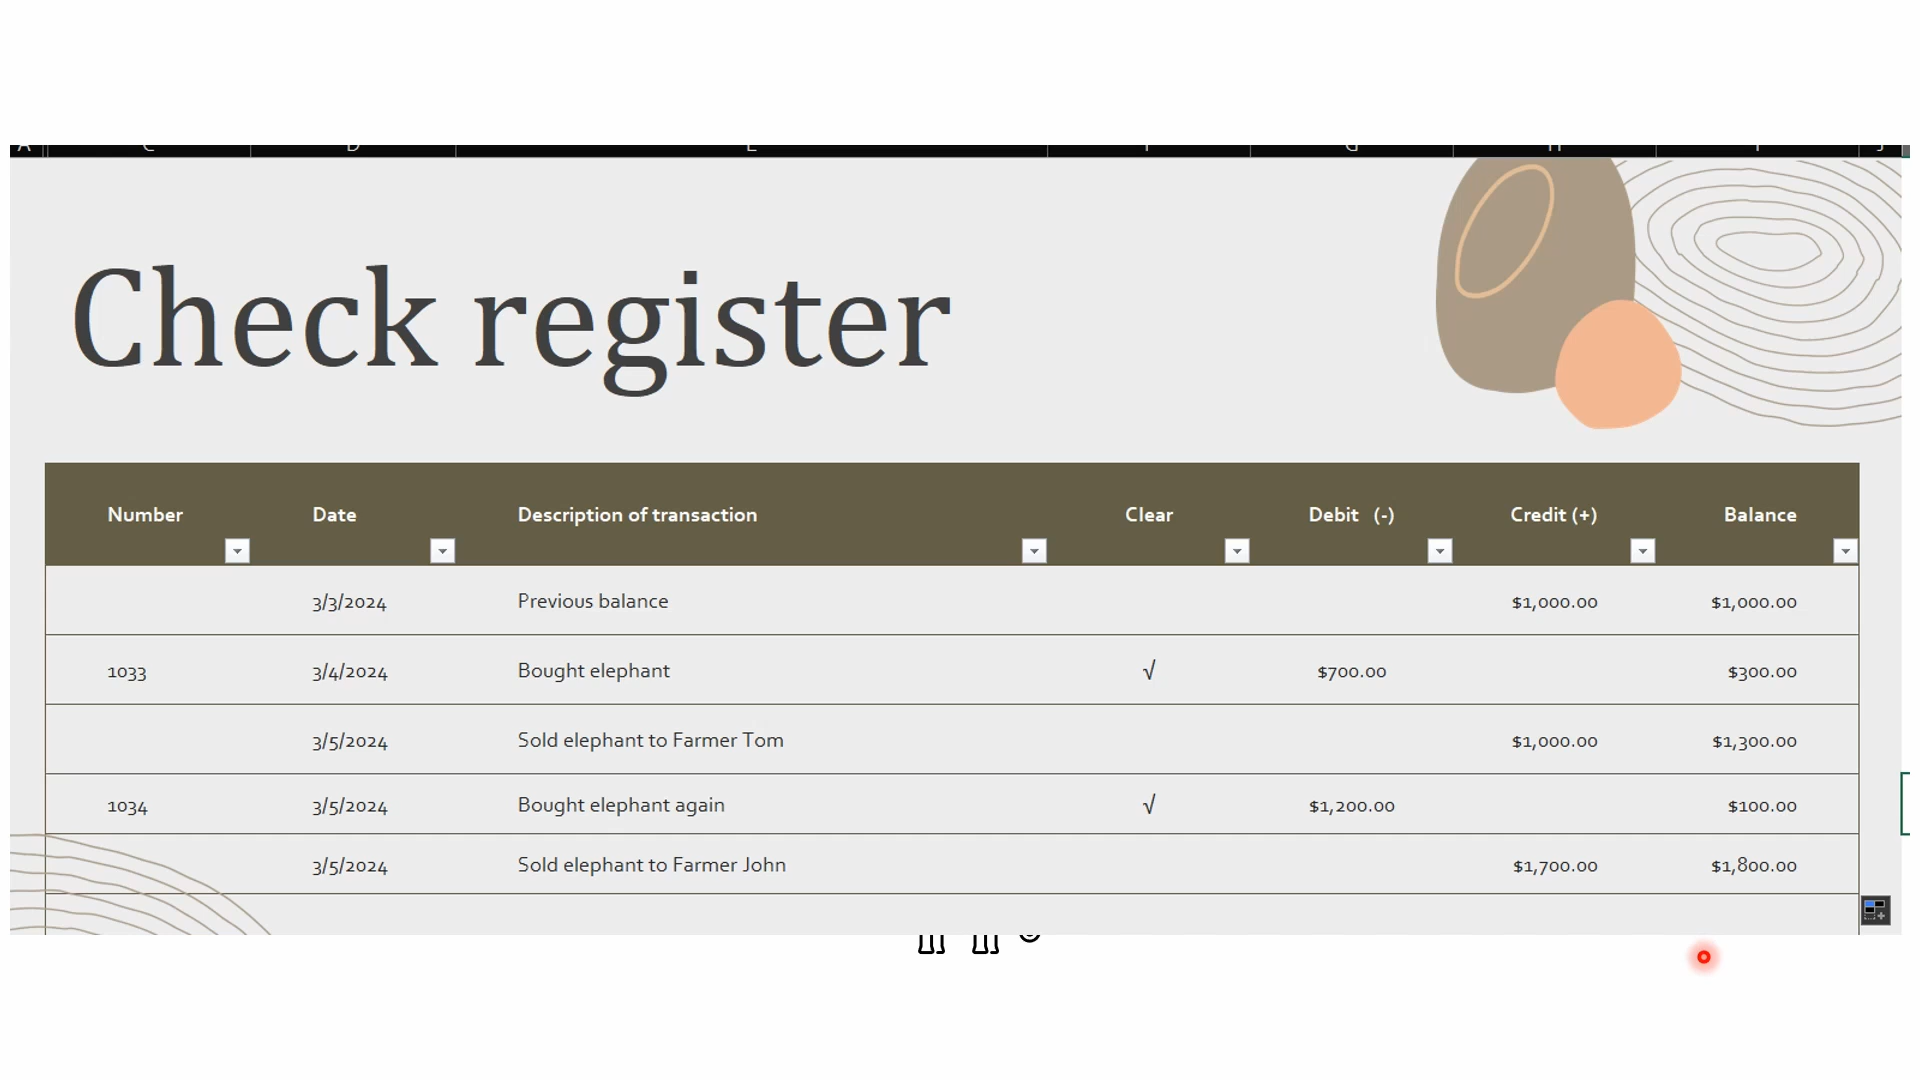 Check register
Number Date Description of transaction Clear Debit (-) Credit (+) Balance
3/3/2024 Previous balance $1,000.00 $1,000.00
1033 3/4/2024 Bought elephant √ $700.00 $300.00
3/5/2024 Sold elephant to Farmer Tom $1,000.00 $1,300.00
1034 3/5/2024 Bought elephant again √ $1,200.00 $100.00
3/5/2024 Sold elephant to Farmer John $1,700.00 $1,800.00